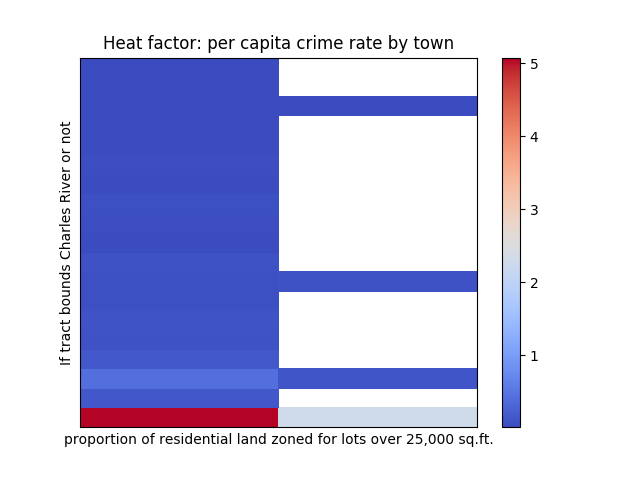 Heat factor: per capita crime rate by town
If tract bounds Charles River or not
proportion of residential land zoned for lots over 25,000 sq.ft.
5
4
3
2
1